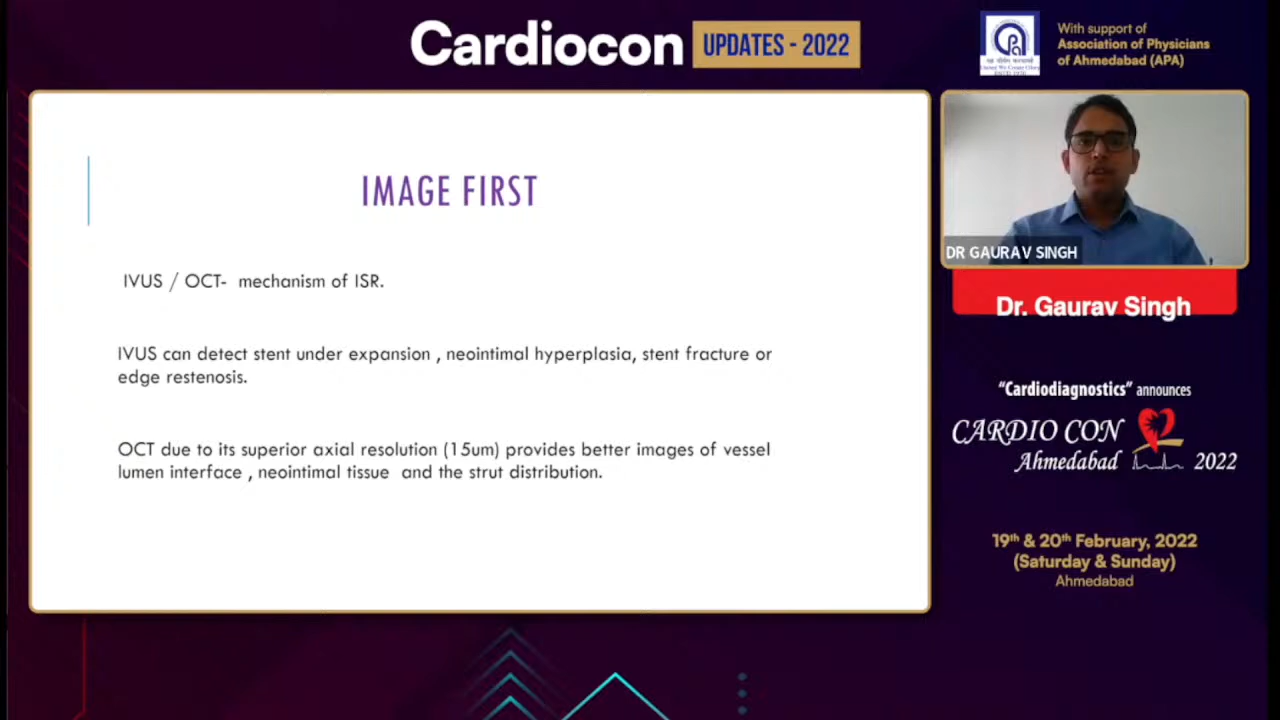 Cardiocon UPDATES - 2022
With support of
Association of Physicians
of Ahmedabad (APA)
IMAGE FIRST
IVUS / OCT- mechanism of ISR.
IVUS can detect stent under expansion , neointimal hyperplasia, stent fracture or
edge restenosis.
OCT due to its superior axial resolution (15um) provides better images of vessel
lumen interface , neointimal tissue and the strut distribution.
DR GAURAV SINGH
Dr. Gaurav Singh
“Cardiodiagnostics” announces
CARDIO CON
Ahmedabad 2022
19th & 20th February, 2022
(Saturday & Sunday)
Ahmedabad